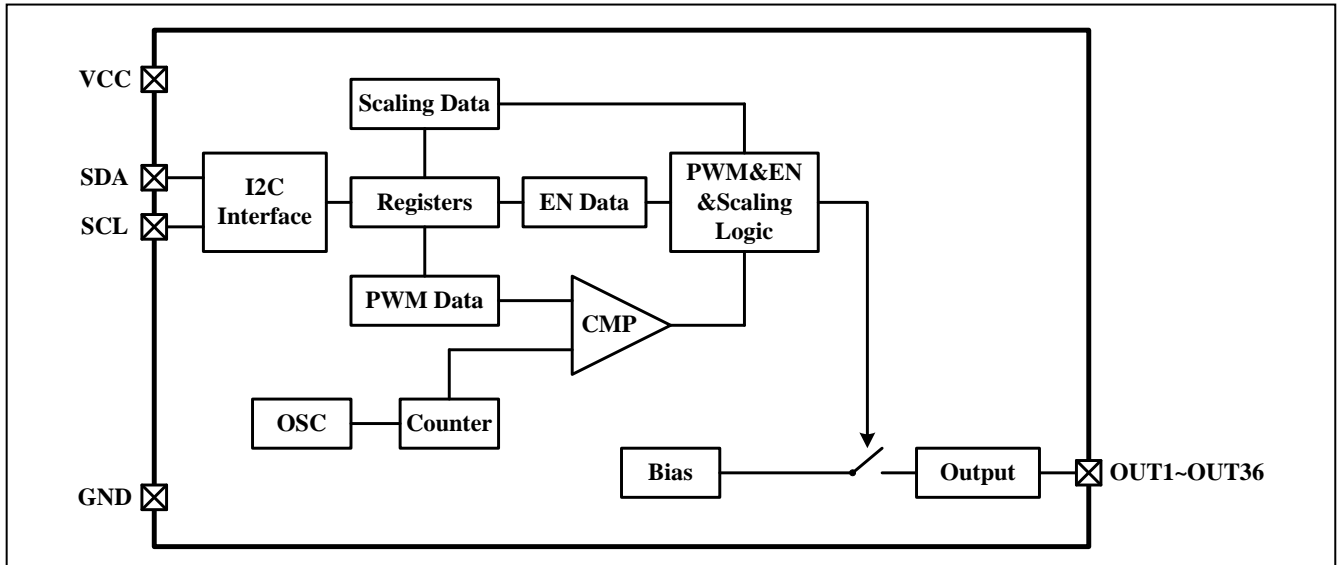 VCC
Scaling Data
SDA
SCL
I2C
Interface
Registers
EN Data
PWM&EN
&Scaling
Logic
PWM Data
CMP
OSC
Counter
GND
Bias
Output
OUT1~OUT36